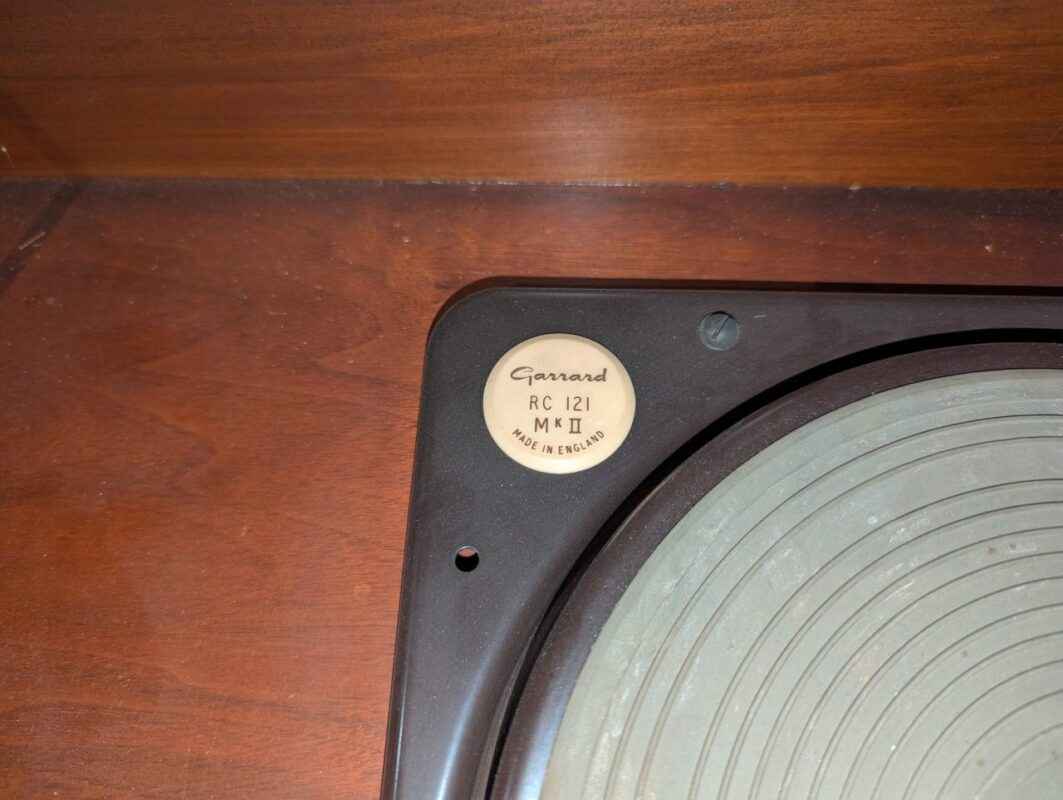 Garrard
RC 121
MK II
MADE IN ENGLAND